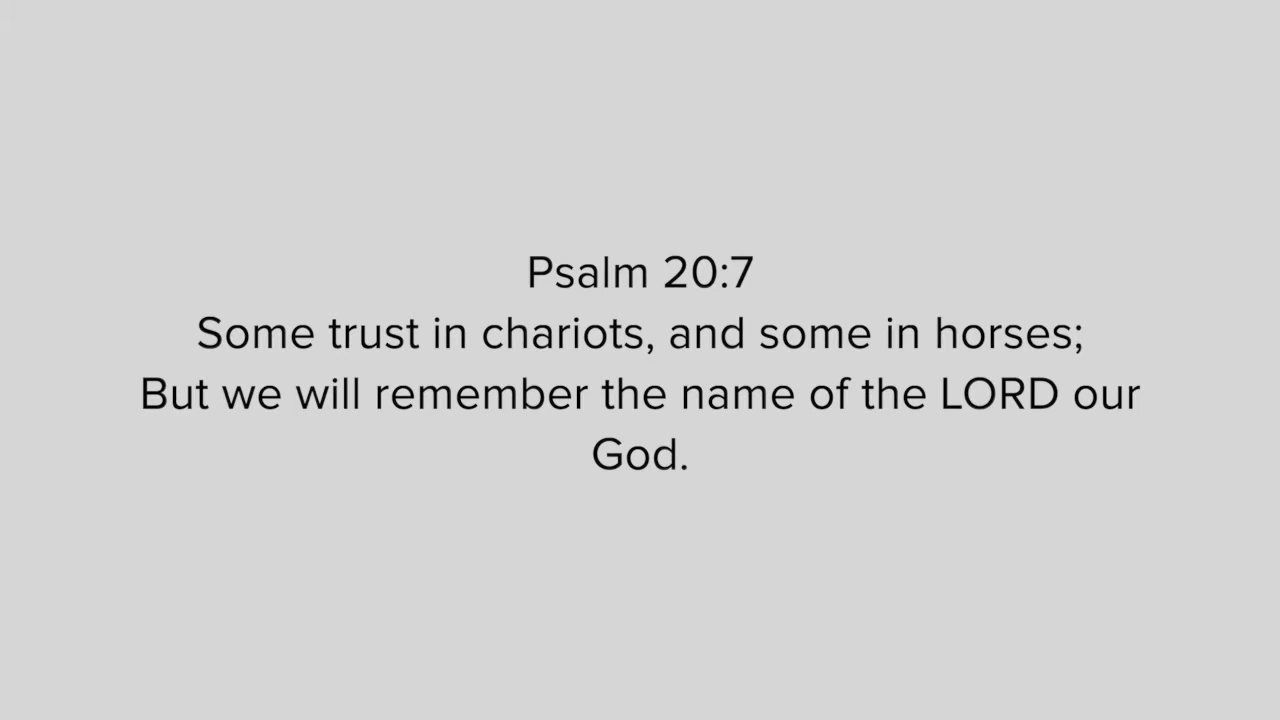 Psalm 20:7
Some trust in chariots, and some in horses;
But we will remember the name of the LORD our
God.